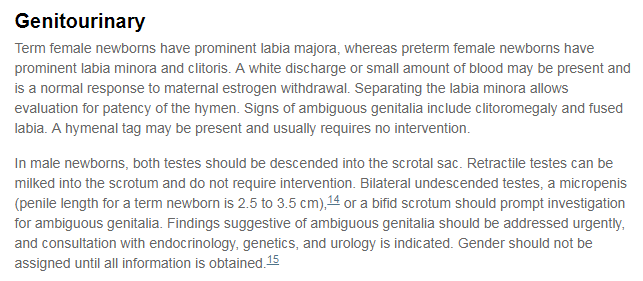 Genitourinary
Term female newborns have prominent labia majora, whereas preterm female newborns have
prominent labia minora and clitoris. A white discharge or small amount of blood may be present and
is a normal response to maternal estrogen withdrawal. Separating the labia minora allows
evaluation for patency of the hymen. Signs of ambiguous genitalia include clitoromegaly and fused
labia. A hymenal tag may be present and usually requires no intervention.
In male newborns, both testes should be descended into the scrotal sac. Retractile testes can be
milked into the scrotum and do not require intervention. Bilateral undescended testes, a micropenis
(penile length for a term newborn is 2.5 to 3.5 cm),14 or a bifid scrotum should prompt investigation
for ambiguous genitalia. Findings suggestive of ambiguous genitalia should be addressed urgently,
and consultation with endocrinology, genetics, and urology is indicated. Gender should not be
assigned until all information is obtained.15